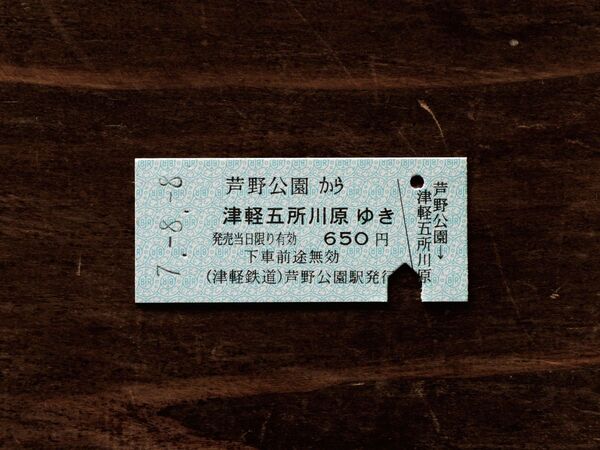 7.-8.-8
芦野公園 から
津軽五所川原 ゆき
発売当日限り有効 650円
下車前途無効
(津軽鉄道)芦野公園駅発行
芦野公園→
津軽五所川原